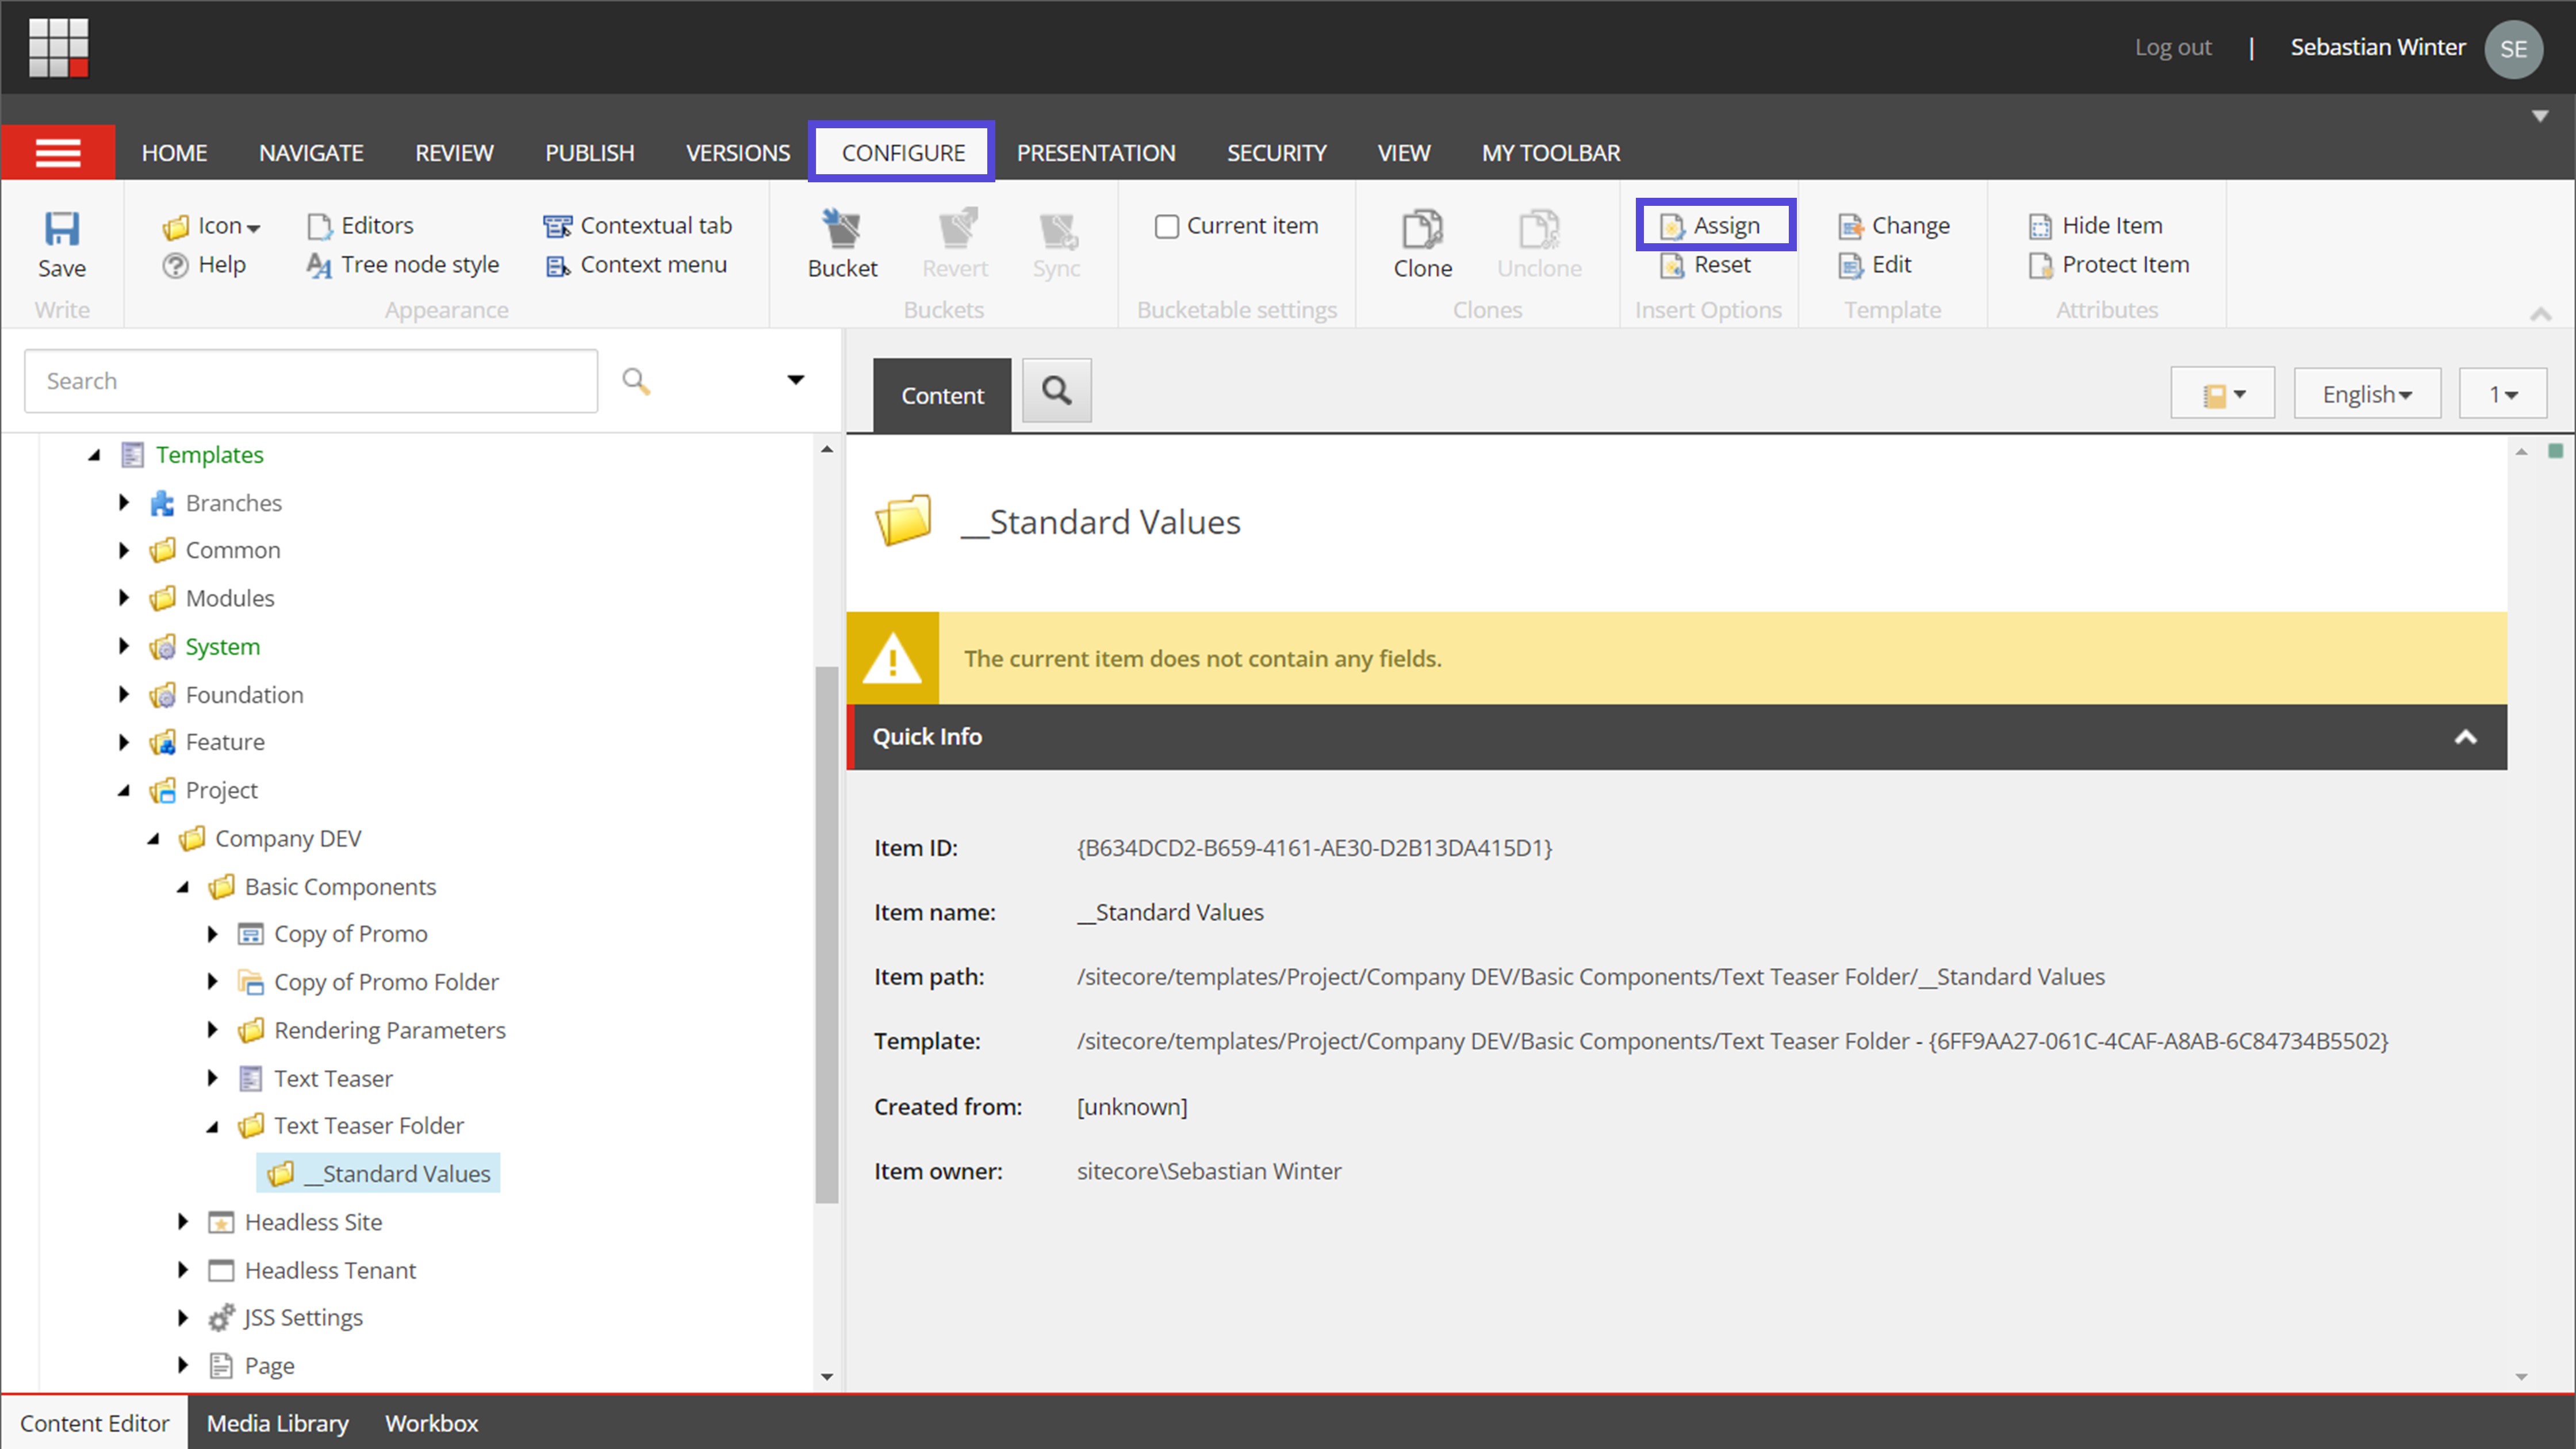 Log out | Sebastian Winter SE
HOME NAVIGATE REVIEW PUBLISH VERSIONS CONFIGURE PRESENTATION SECURITY VIEW MY TOOLBAR
Icon Editors Contextual tab Current item Assign Change Hide Item
Save Help Tree node style Context menu Bucket Revert Sync Clone Unclone Reset Edit Protect Item
Write Appearance Buckets Bucketable settings Clones Insert Options Template Attributes
Search
Content English 1
Templates
Branches
Common
Modules
System
Foundation
Feature
Project
Company DEV
Basic Components
Copy of Promo
Copy of Promo Folder
Rendering Parameters
Text Teaser
Text Teaser Folder
__Standard Values
Headless Site
Headless Tenant
JSS Settings
Page
__Standard Values
The current item does not contain any fields.
Quick Info
Item ID: {B634DCD2-B659-4161-AE30-D2B13DA415D1}
Item name: __Standard Values
Item path: /sitecore/templates/Project/Company DEV/Basic Components/Text Teaser Folder/__Standard Values
Template: /sitecore/templates/Project/Company DEV/Basic Components/Text Teaser Folder - {6FF9AA27-061C-4CAF-A8AB-6C84734B5502}
Created from: [unknown]
Item owner: sitecore\Sebastian Winter
Content Editor Media Library Workbox